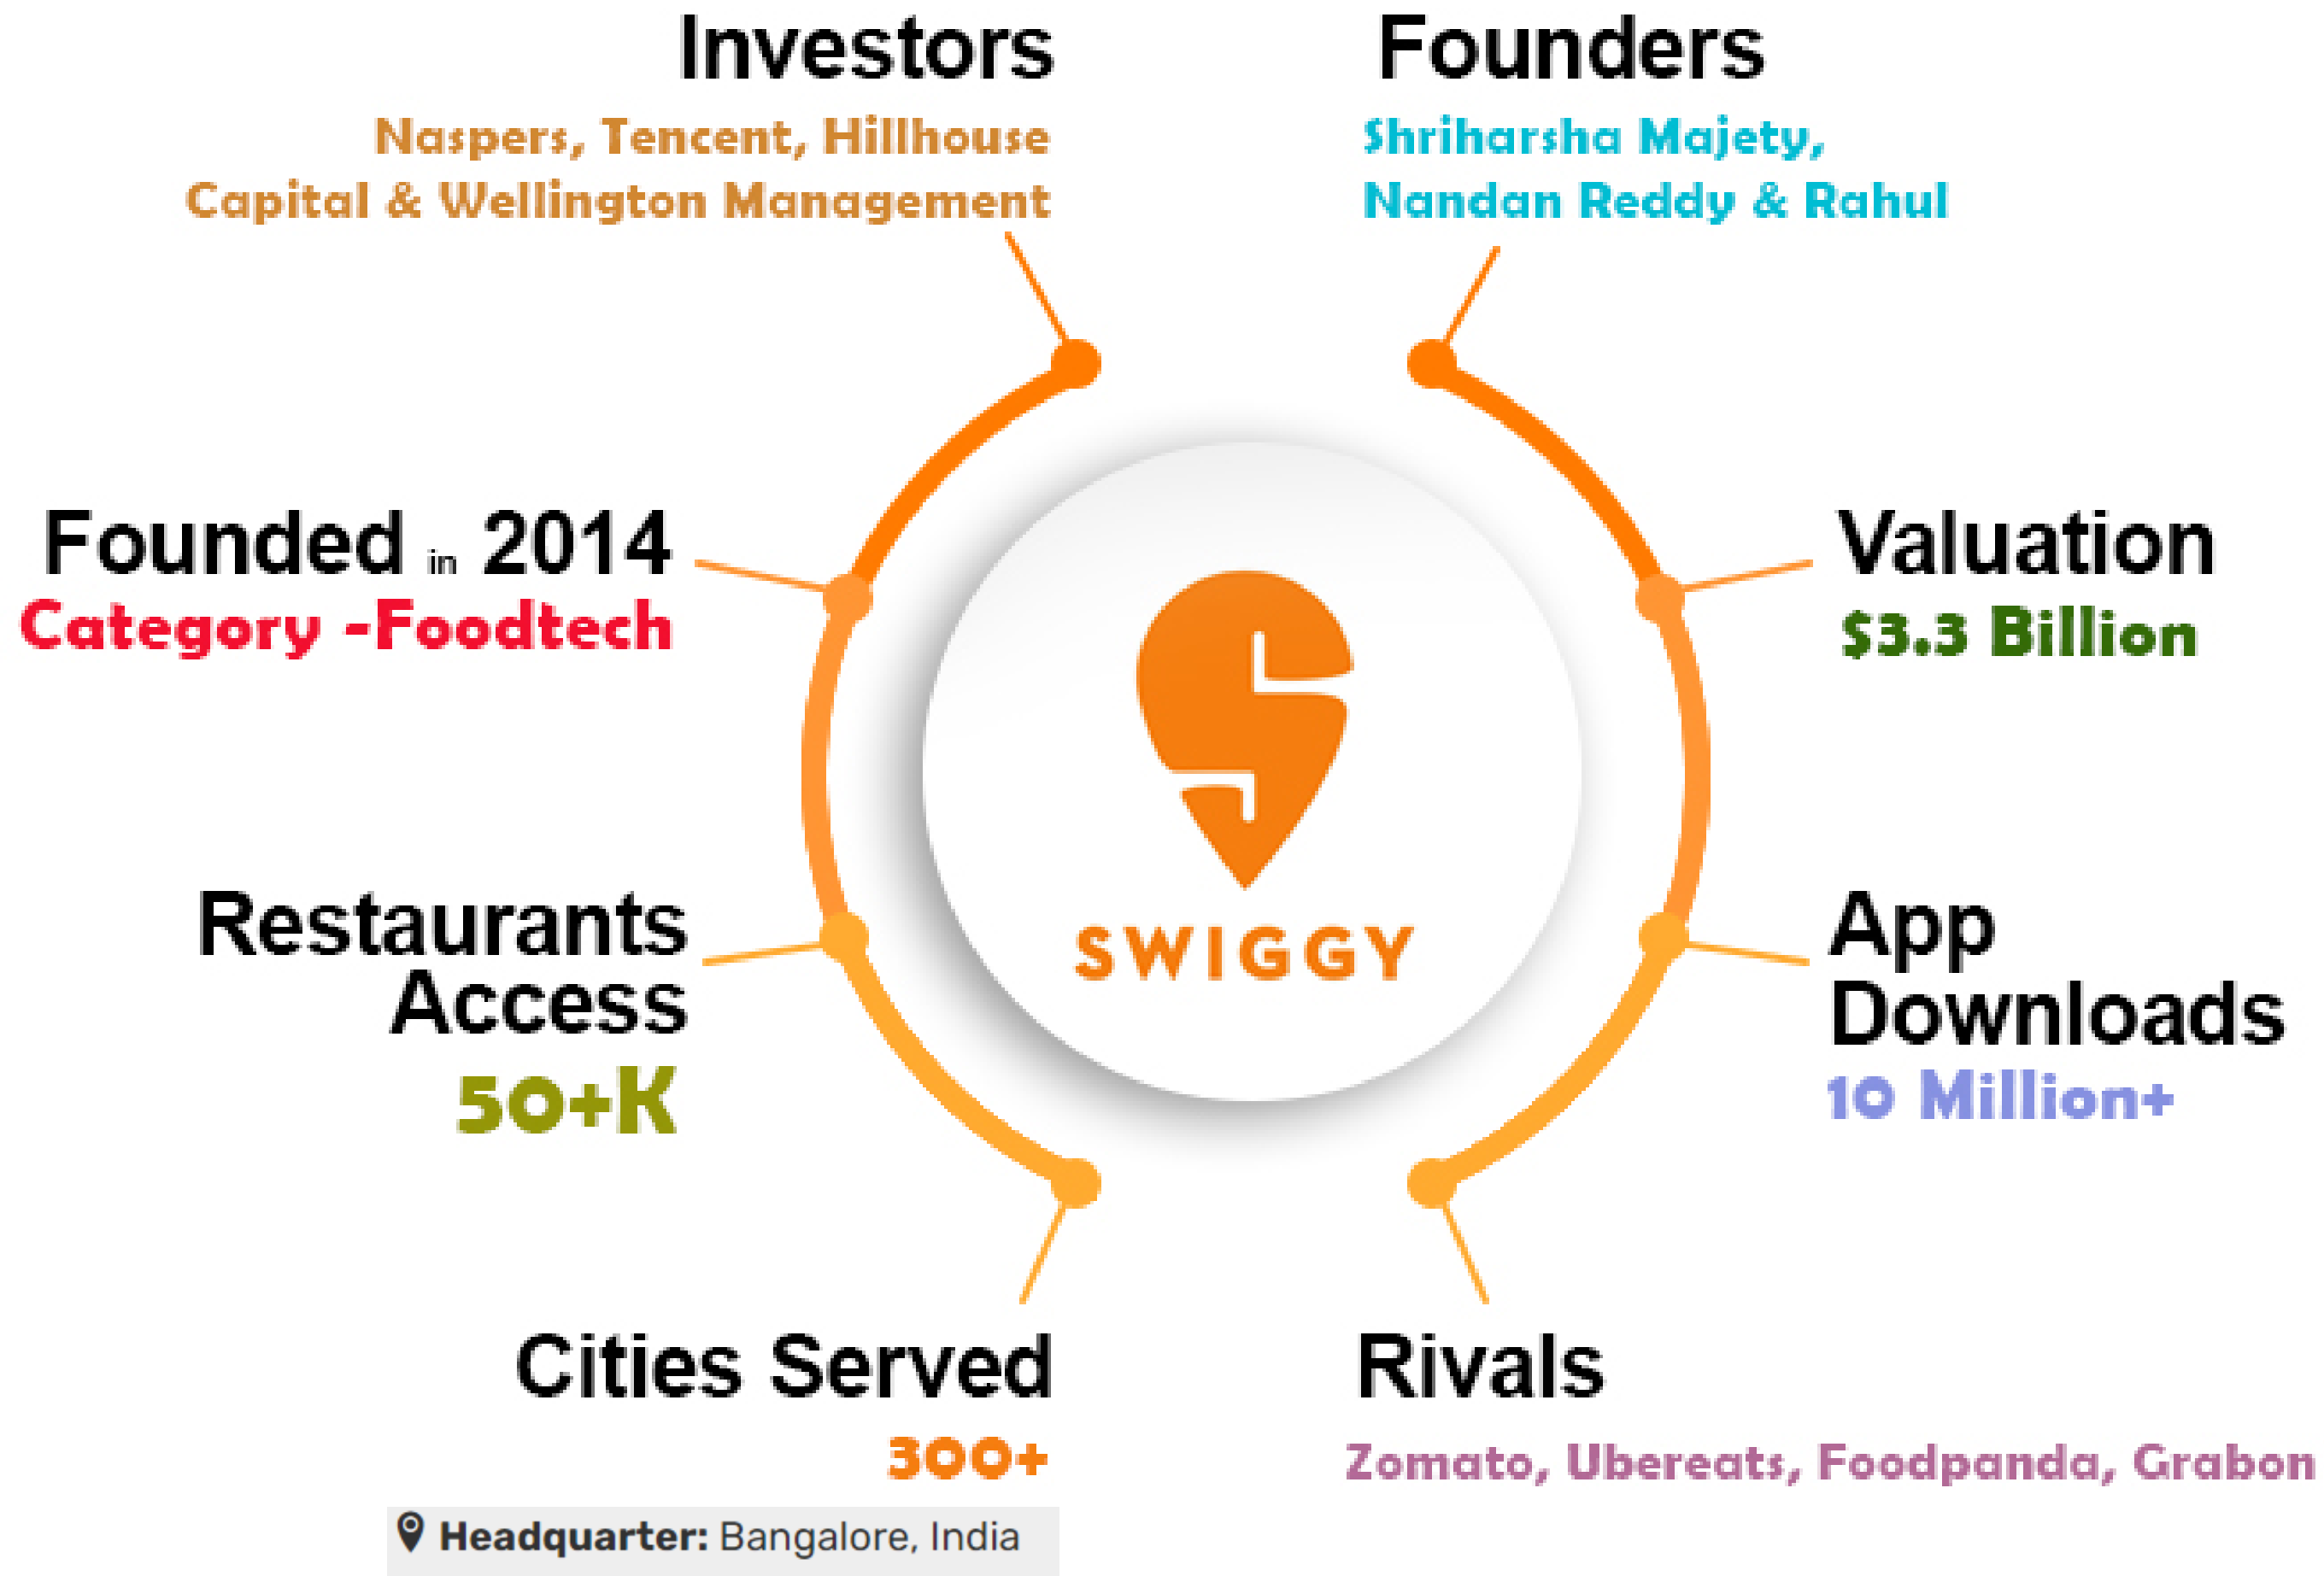 Investors
Naspers, Tencent, Hillhouse
Capital & Wellington Management
Founders
Shriharsha Majety,
Nandan Reddy & Rahul
Founded in 2014
Category -Foodtech
Valuation
$3.3 Billion
SWIGGY
Restaurants
Access
50+K
App
Downloads
10 Million+
Cities Served
300+
Headquarter: Bangalore, India
Rivals
Zomato, Ubereats, Foodpanda, Grabon